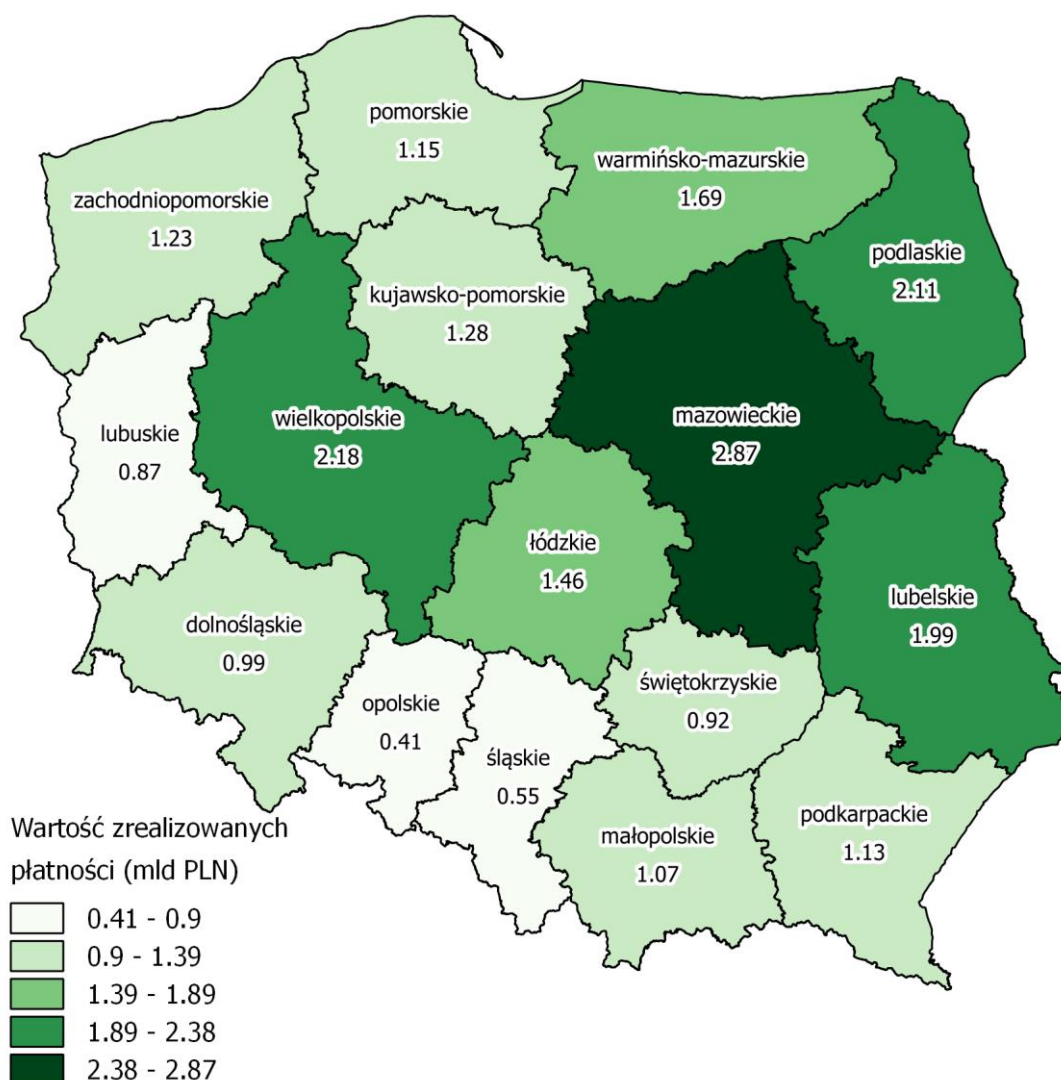 pomorskie
1.15
warmińsko-mazurskie
1.69
zachodniopomorskie
1.23
podlaskie
2.11
kujawsko-pomorskie
1.28
wielkopolskie
2.18
mazowieckie
2.87
lubuskie
0.87
łódzkie
1.46
lubelskie
1.99
dolnośląskie
0.99
świętokrzyskie
0.92
opolskie
0.41
śląskie
0.55
podkarpackie
1.13
małopolskie
1.07
Wartość zrealizowanych
płatności (mld PLN)
0.41 - 0.9
0.9 - 1.39
1.39 - 1.89
1.89 - 2.38
2.38 - 2.87